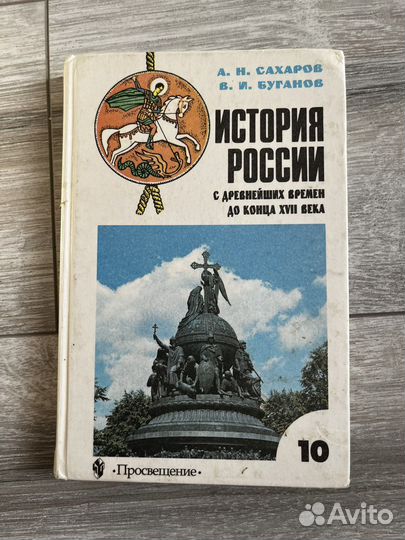 А. Н. САХАРОВ
В. И. БУГАНОВ
ИСТОРИЯ
РОССИИ
С ДРЕВНЕЙШИХ ВРЕМЕН
ДО КОНЦА XVII ВЕКА
10
•Просвещение•
Avito